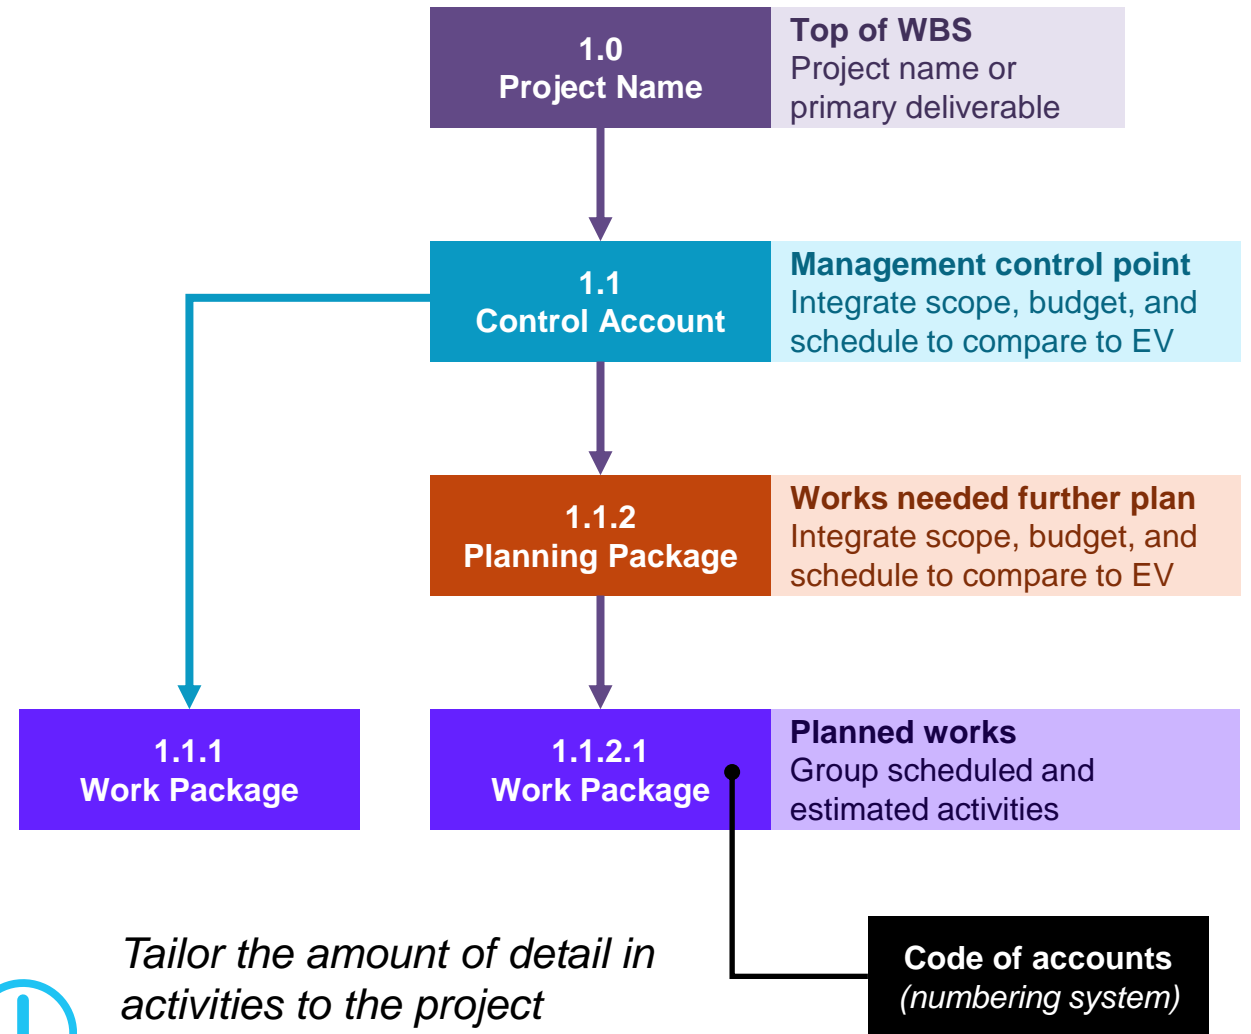 1.0
Project Name
Top of WBS
Project name or
primary deliverable
1.1
Control Account
Management control point
Integrate scope, budget, and
schedule to compare to EV
1.1.2
Planning Package
Works needed further plan
Integrate scope, budget, and
schedule to compare to EV
1.1.1
Work Package
1.1.2.1
Work Package
Planned works
Group scheduled and
estimated activities
Tailor the amount of detail in
activities to the project
Code of accounts
(numbering system)